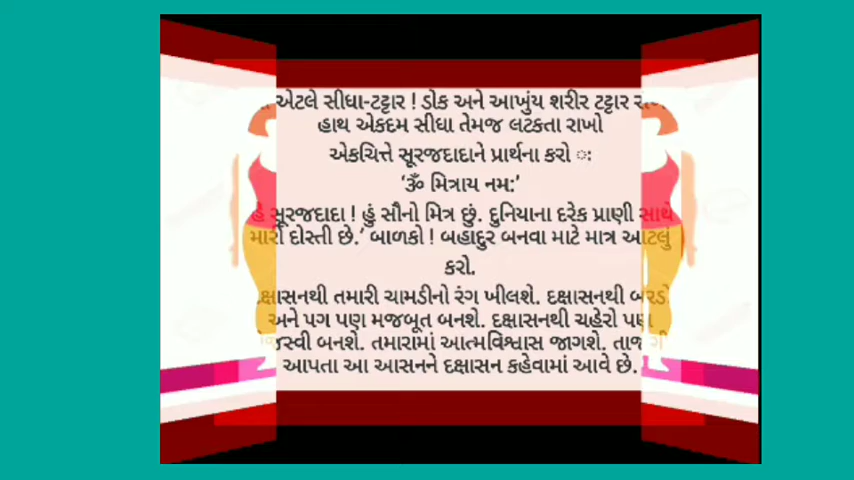 એટલે સીધા-ટટ્ટાર ! ડોક અને આખુંય શરીર ટટ્ટાર
હાથ એકદમ સીધા તેમજ લટકતા રાખો
એકચિત્તે સૂરજદાદાને પ્રાર્થના કરો ઃ
‘ૐ મિત્રાય નમઃ’
હે સૂરજદાદા ! હું સૌનો મિત્ર છું. દુનિયાના દરેક પ્રાણી સાથે
મારી દોસ્તી છે.’ બાળકો ! બહાદુર બનવા માટે માત્ર આટલું
કરો.
તમારી ચામડીનો રંગ ખીલશે. દક્ષાસનથી
અને પગ પણ મજબૂત બનશે. દક્ષાસનથી ચહેરો પણ
બનશે. તમારામાં આત્મવિશ્વાસ જાગશે.
આપતા આ આસનને દક્ષાસન કહેવામાં આવે છે.